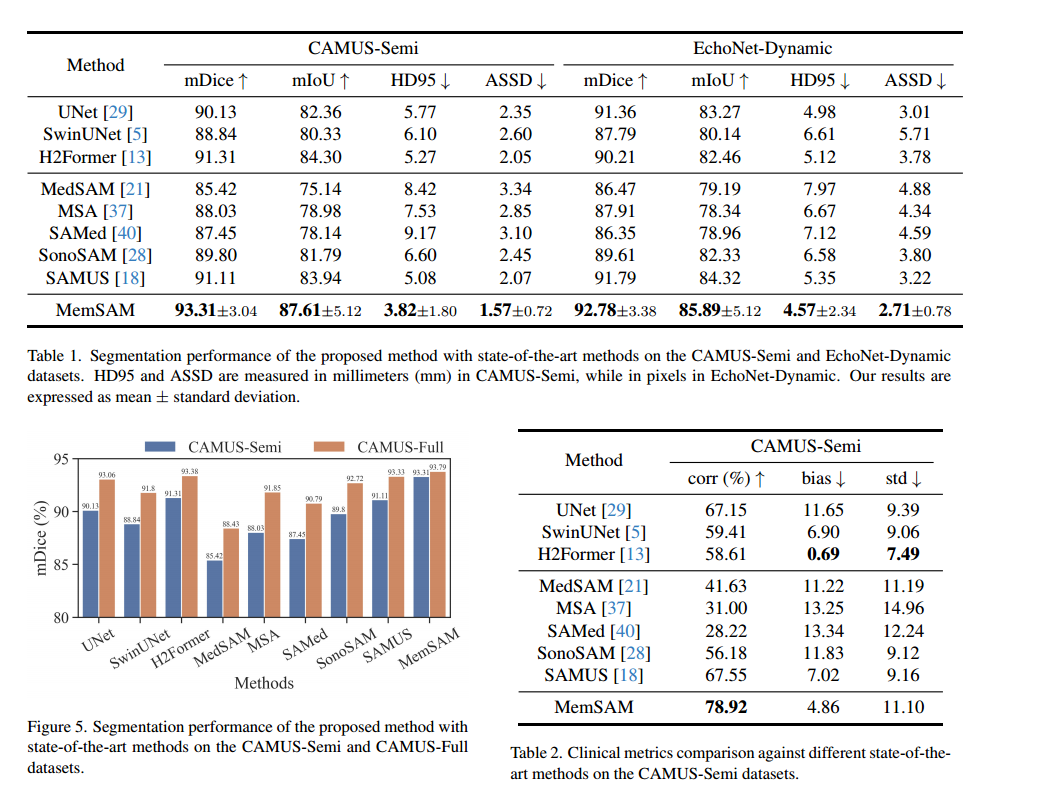 Method CAMUS-Semi EchoNet-Dynamic
mDice ↑ mIoU ↑ HD95 ↓ ASSD ↓ mDice ↑ mIoU ↑ HD95 ↓ ASSD ↓
UNet [29] 90.13 82.36 5.77 2.35 91.36 83.27 4.98 3.01
SwinUNet [5] 88.84 80.33 6.10 2.60 87.79 80.14 6.61 5.71
H2Former [13] 91.31 84.30 5.27 2.05 90.21 82.46 5.12 3.78
MedSAM [21] 85.42 75.14 8.42 3.34 86.47 79.19 7.97 4.88
MSA [37] 88.03 78.98 7.53 2.85 87.91 78.34 6.67 4.34
SAMed [40] 87.45 78.14 9.17 3.10 86.35 78.96 7.12 4.59
SonoSAM [28] 89.80 81.79 6.60 2.45 89.61 82.33 6.58 3.80
SAMUS [18] 91.11 83.94 5.08 2.07 91.79 84.32 5.35 3.22
MemSAM 93.31±3.04 87.61±5.12 3.82±1.80 1.57±0.72 92.78±3.38 85.89±5.12 4.57±2.34 2.71±0.78
Table 1. Segmentation performance of the proposed method with state-of-the-art methods on the CAMUS-Semi and EchoNet-Dynamic
datasets. HD95 and ASSD are measured in millimeters (mm) in CAMUS-Semi, while in pixels in EchoNet-Dynamic. Our results are
expressed as mean ± standard deviation.
CAMUS-Semi CAMUS-Full
95
90
85
80
mDice (%)
90.13 93.06 88.84 91.8 91.31 93.38 85.42 88.43 88.03 91.85 87.45 90.79 89.8 92.72 91.11 93.33 93.31 93.79
UNet SwinUNet H2Former MedSAM MSA SAMed SonoSAM SAMUS MemSAM
Methods
Figure 5. Segmentation performance of the proposed method with
state-of-the-art methods on the CAMUS-Semi and CAMUS-Full
datasets.
Method CAMUS-Semi
corr (%) ↑ bias ↓ std ↓
UNet [29] 67.15 11.65 9.39
SwinUNet [5] 59.41 6.90 9.06
H2Former [13] 58.61 0.69 7.49
MedSAM [21] 41.63 11.22 11.19
MSA [37] 31.00 13.25 14.96
SAMed [40] 28.22 13.34 12.24
SonoSAM [28] 56.18 11.83 9.12
SAMUS [18] 67.55 7.02 9.16
MemSAM 78.92 4.86 11.10
Table 2. Clinical metrics comparison against different state-of-the-
art methods on the CAMUS-Semi datasets.